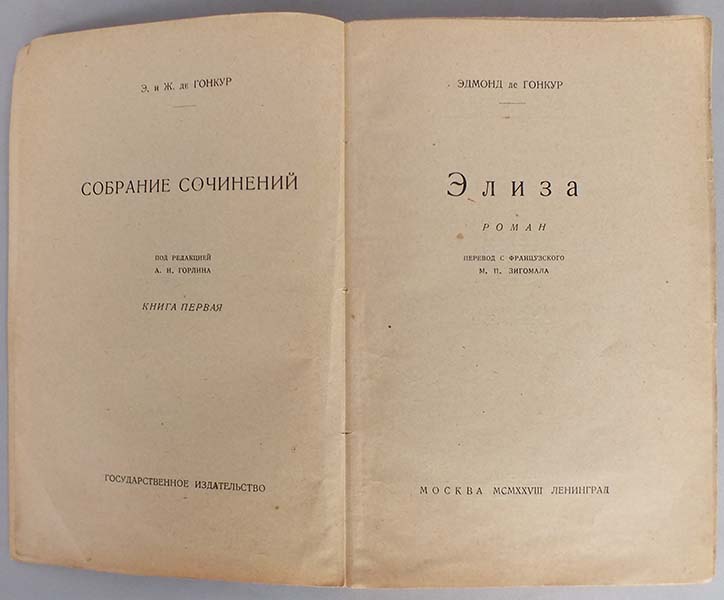 Э. и Ж. де ГОНКУР
СОБРАНИЕ СОЧИНЕНИЙ
ПОД РЕДАКЦИЕЙ
А. Н. ГОРЛИНА
КНИГА ПЕРВАЯ
ГОСУДАРСТВЕННОЕ ИЗДАТЕЛЬСТВО
ЭДМОНД де ГОНКУР
Элиза
РОМАН
ПЕРЕВОД С ФРАНЦУЗСКОГО
М. П. ЗИГОМАЛА
МОСКВА MCMXXVIII ЛЕНИНГРАД